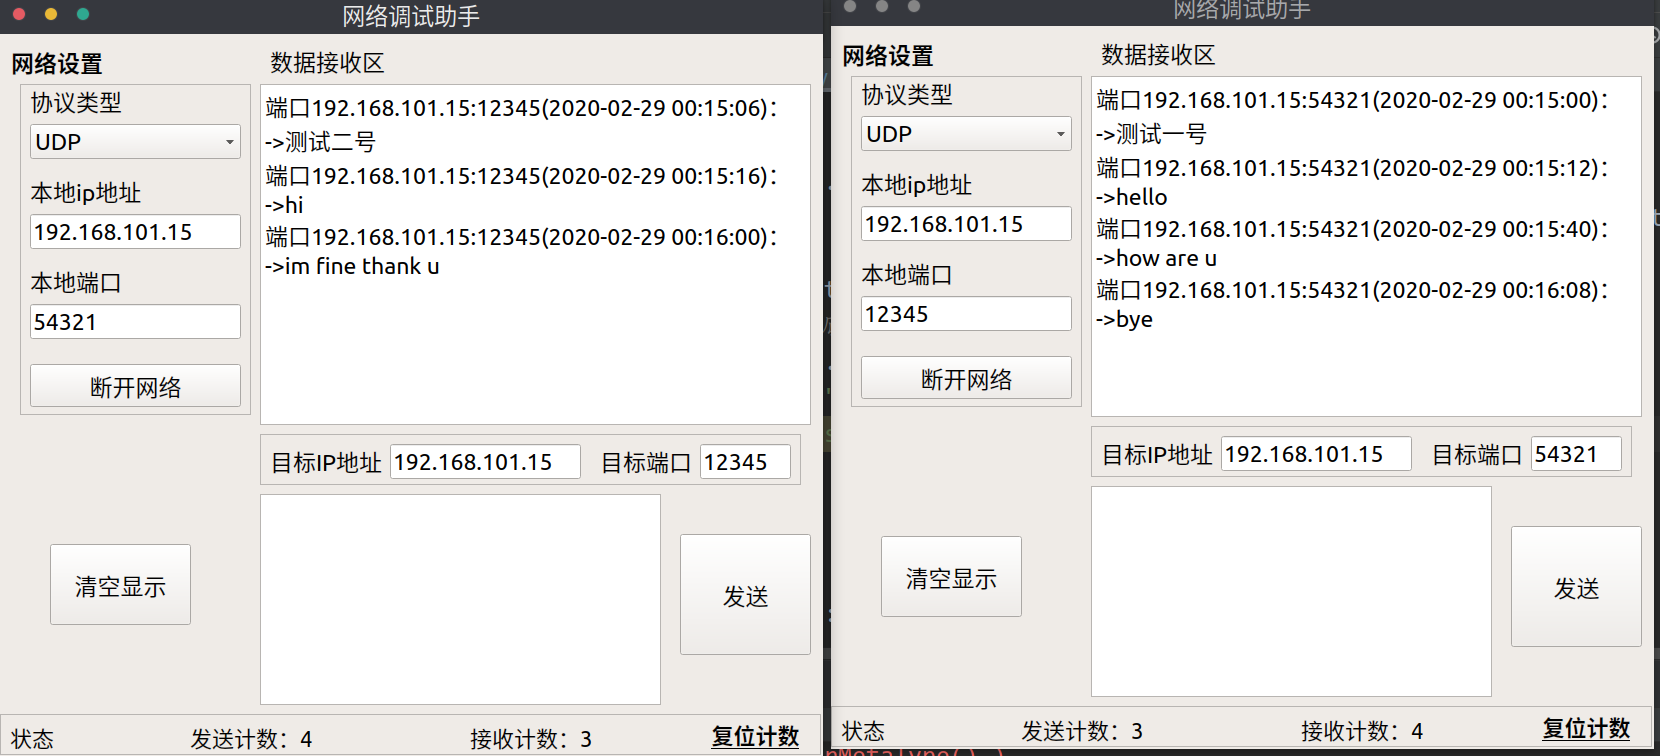 网络调试助手
网络设置
数据接收区
协议类型
UDP
本地ip地址
192.168.101.15
本地端口
54321
断开网络
端口192.168.101.15:12345(2020-02-29 00:15:06)：
->测试二号
端口192.168.101.15:12345(2020-02-29 00:15:16)：
->hi
端口192.168.101.15:12345(2020-02-29 00:16:00)：
->im fine thank u
目标IP地址 192.168.101.15 目标端口 12345
清空显示
发送
状态 发送计数：4 接收计数：3 复位计数
网络调试助手
网络设置
数据接收区
协议类型
UDP
本地ip地址
192.168.101.15
本地端口
12345
断开网络
端口192.168.101.15:54321(2020-02-29 00:15:00)：
->测试一号
端口192.168.101.15:54321(2020-02-29 00:15:12)：
->hello
端口192.168.101.15:54321(2020-02-29 00:15:40)：
->how are u
端口192.168.101.15:54321(2020-02-29 00:16:08)：
->bye
目标IP地址 192.168.101.15 目标端口 54321
清空显示
发送
状态 发送计数：3 接收计数：4 复位计数